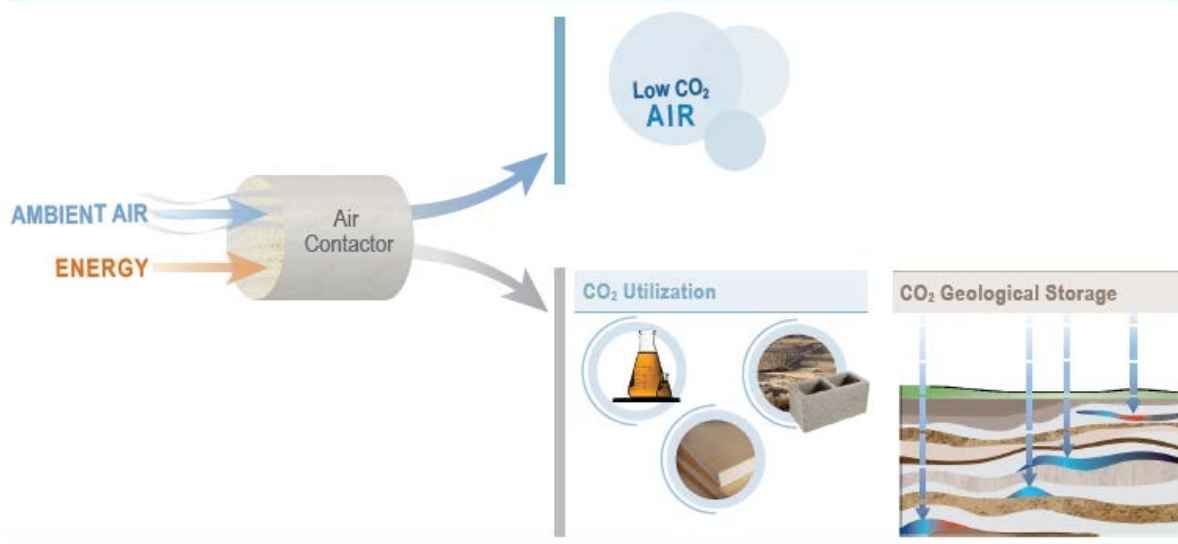 Low CO₂
AIR
AMBIENT AIR
ENERGY
Air
Contactor
CO₂ Utilization
CO₂ Geological Storage